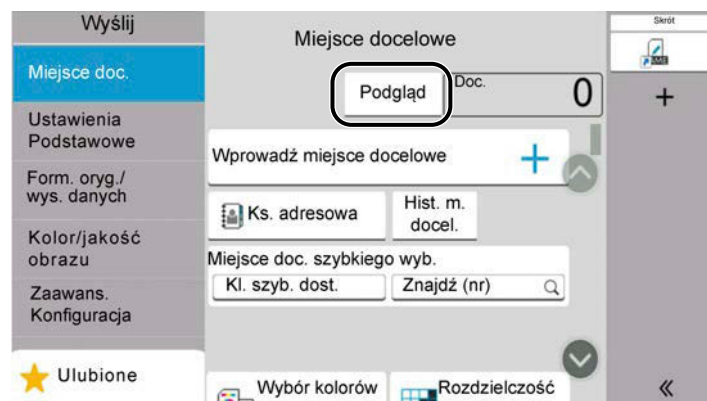 Wyślij
Miejsce doc.
Ustawienia
Podstawowe
Form. oryg./
wys. danych
Kolor/jakość
obrazu
Zaawans.
Konfiguracja
Ulubione
Miejsce docelowe
Podgląd
Doc.
0
Wprowadź miejsce docelowe
Ks. adresowa
Hist. m.
docel.
Miejsce doc. szybkiego wyb.
Kl. szyb. dost.
Znajdź (nr)
Wybór kolorów
Rozdzielczość
Skrót